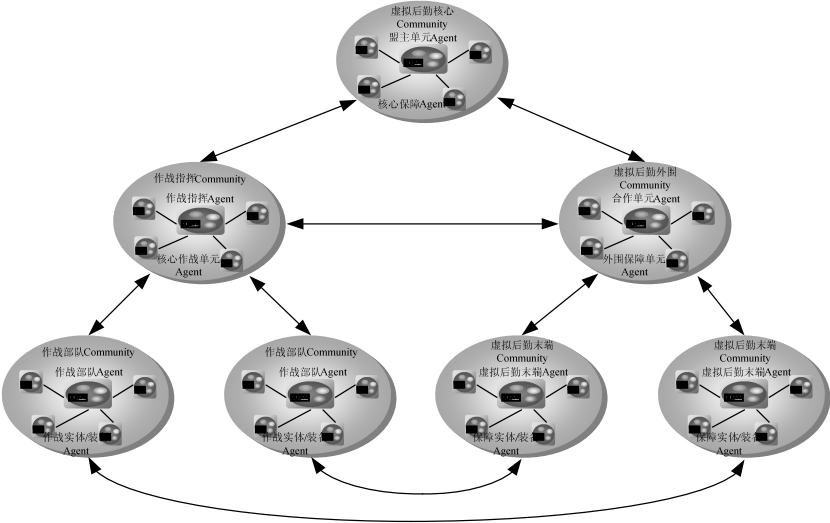 虚拟后勤核心
Community
盟主单元Agent
核心保障Agent
作战指挥Community
作战指挥Agent
核心作战单元
Agent
虚拟后勤外围
Community
合作单元Agent
外围保障单元
Agent
作战部队Community
作战部队Agent
作战实体/装备
Agent
作战部队Community
作战部队Agent
作战实体/装备
Agent
虚拟后勤末端
Community
虚拟后勤末端Agent
保障实体/装备
Agent
虚拟后勤末端
Community
虚拟后勤末端Agent
保障实体/装备
Agent